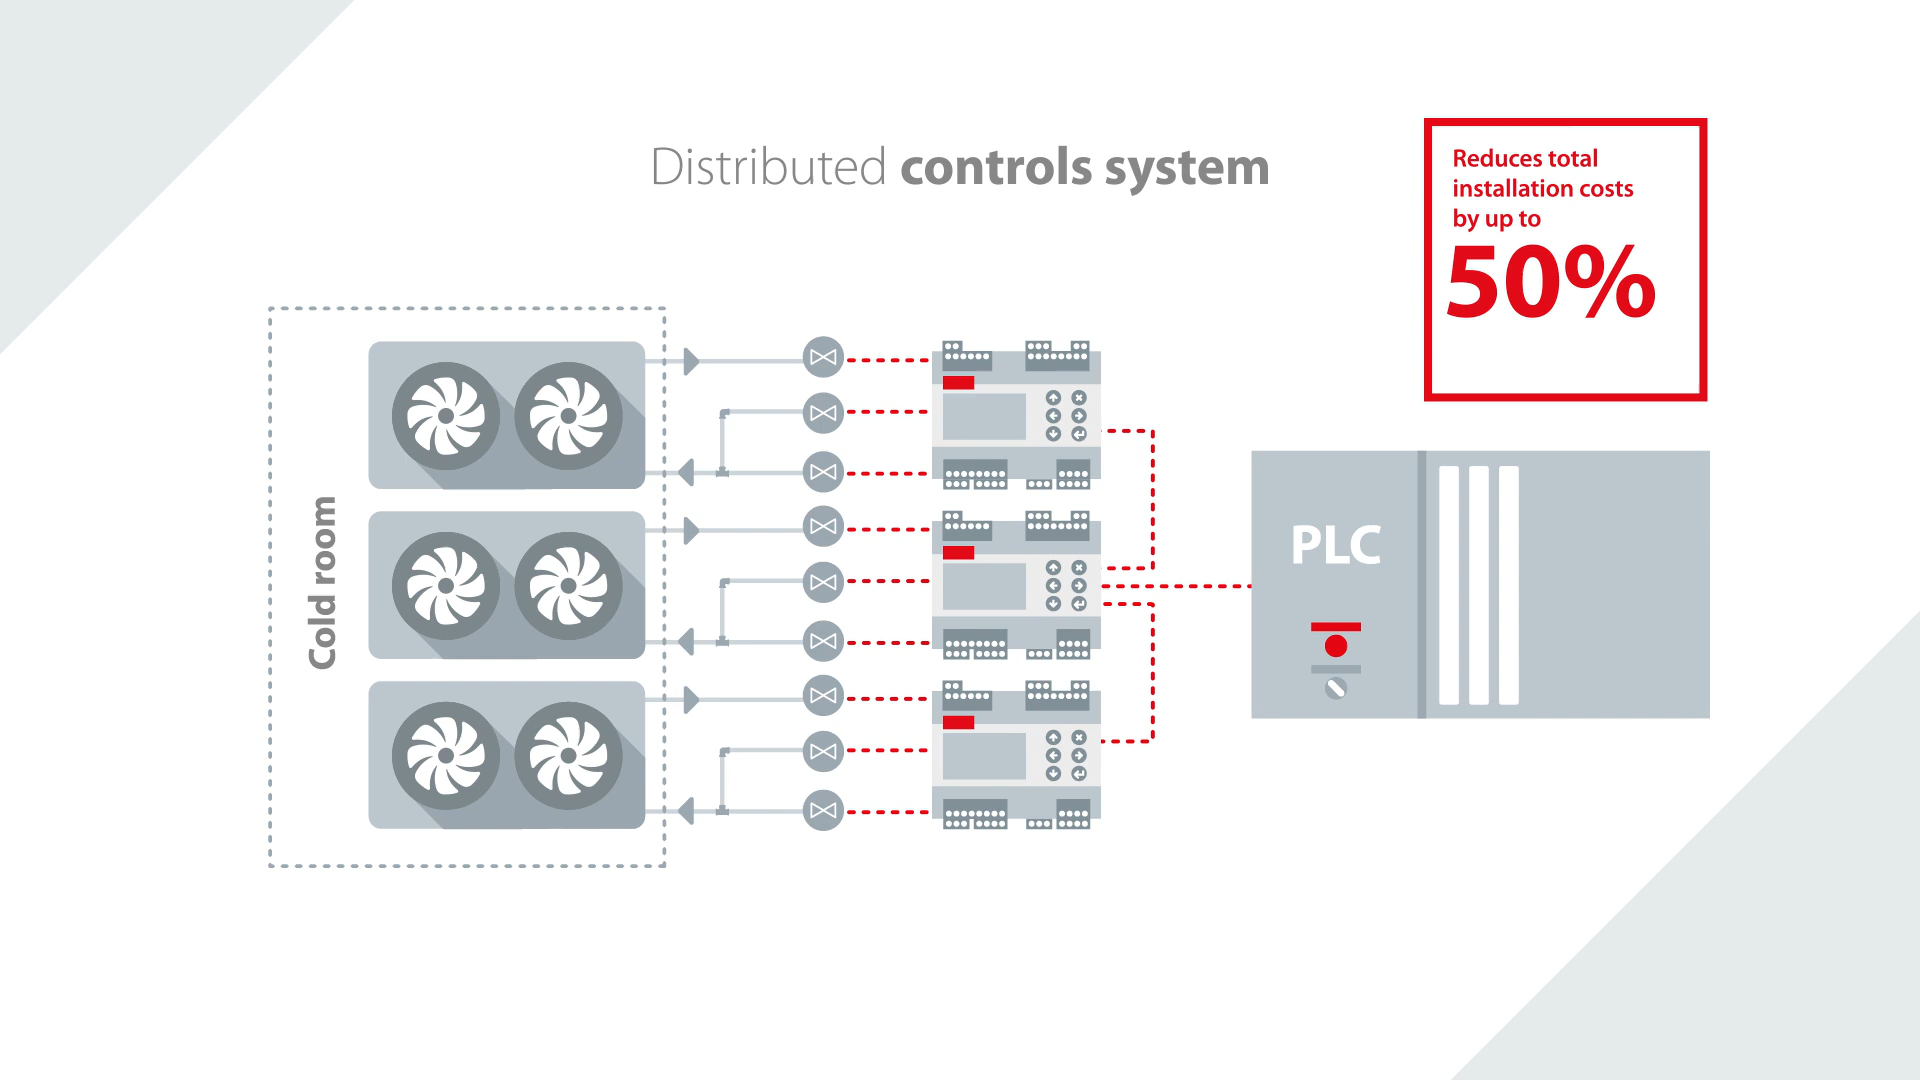 Distributed controls system
Reduces total
installation costs
by up to
50%
Cold room
PLC